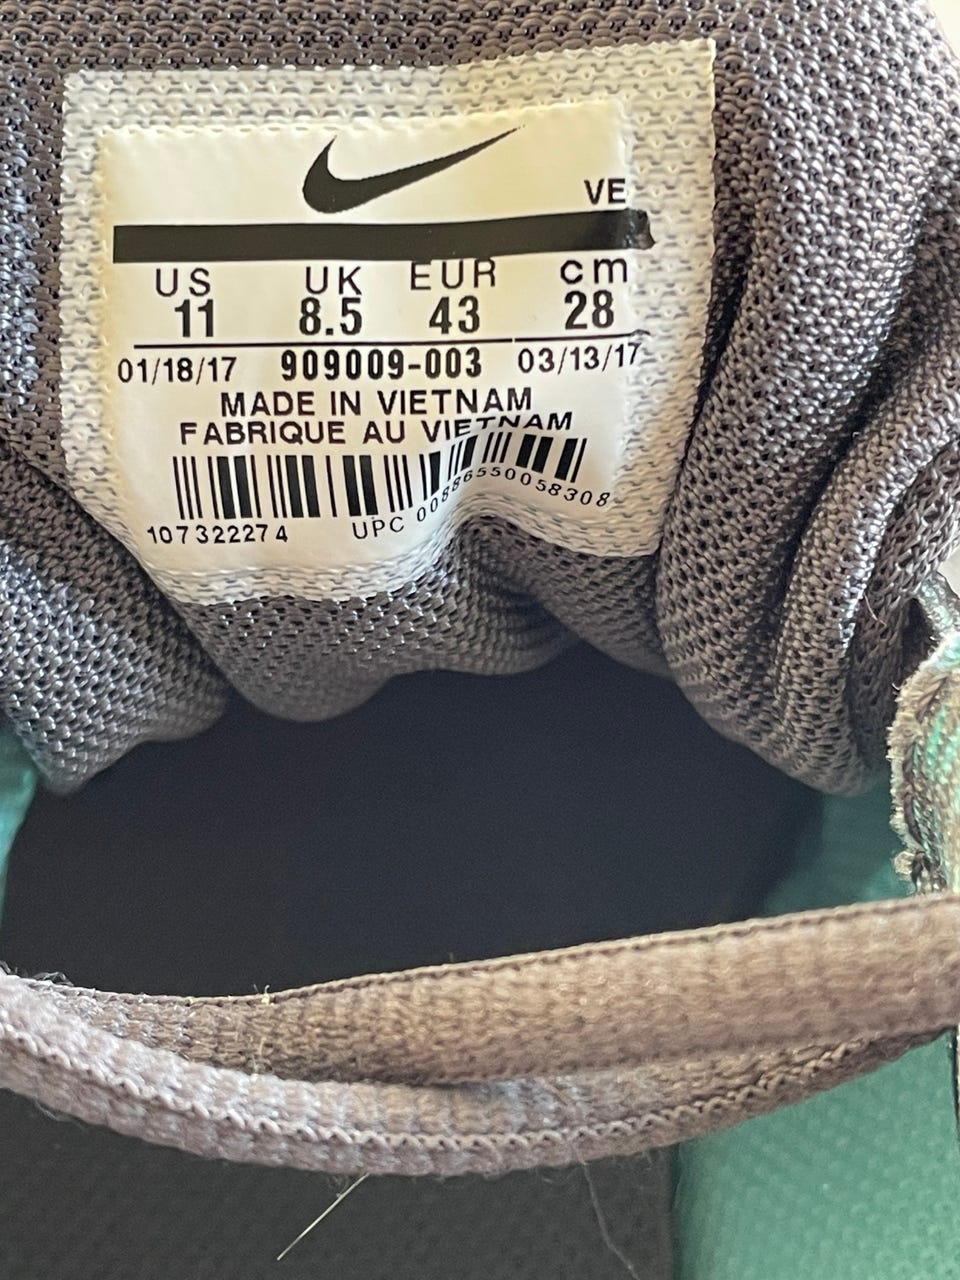 VE
US UK EUR cm
11 8.5 43 28
01/18/17 909009-003 03/13/17
MADE IN VIETNAM
FABRIQUE AU VIETNAM
107322274 UPC 00886550058308